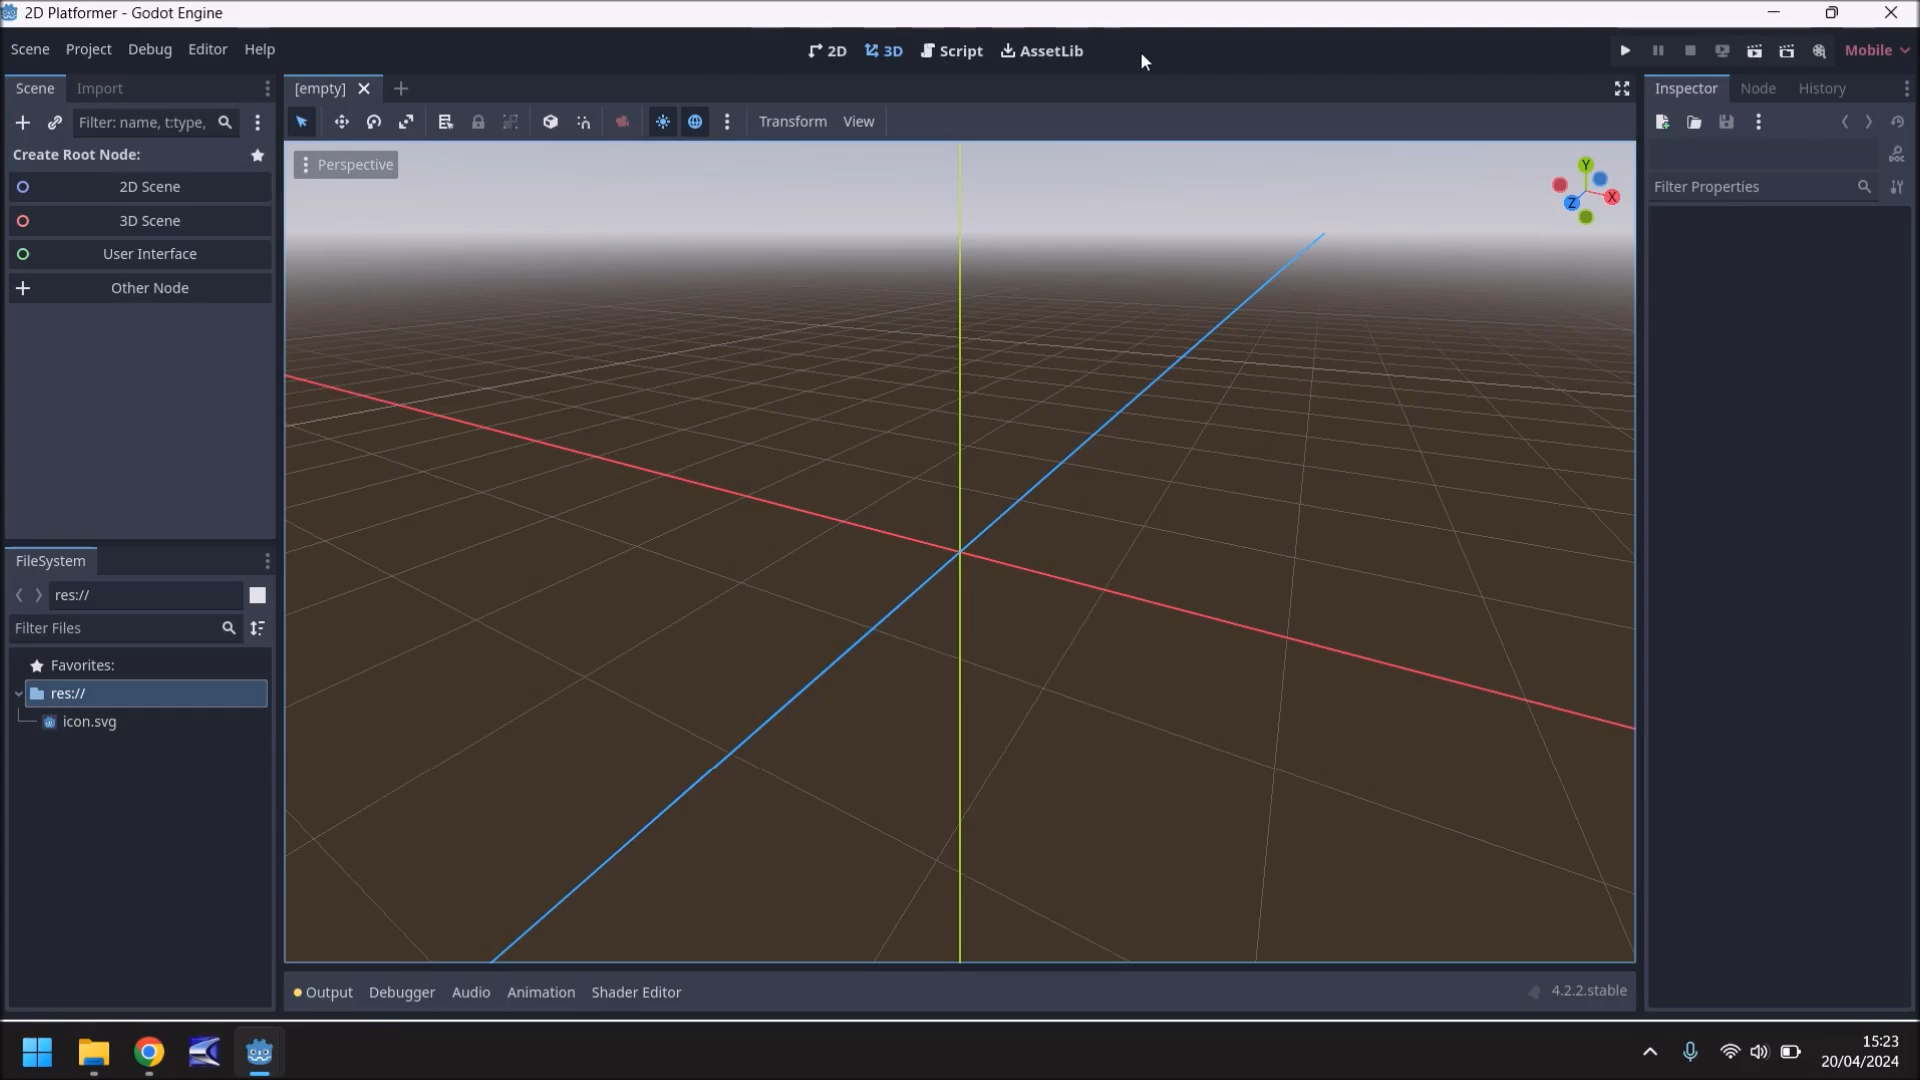 2D Platformer - Godot Engine
Scene Project Debug Editor Help
2D 3D Script AssetLib
Mobile
Scene Import
[empty]
Inspector Node History
Filter: name, t:type,
Transform View
DOC
Create Root Node:
2D Scene
3D Scene
User Interface
Other Node
Perspective
Y
X
Z
Filter Properties
FileSystem
res://
Filter Files
Favorites:
res://
icon.svg
Output Debugger Audio Animation Shader Editor
4.2.2.stable
15:23
20/04/2024